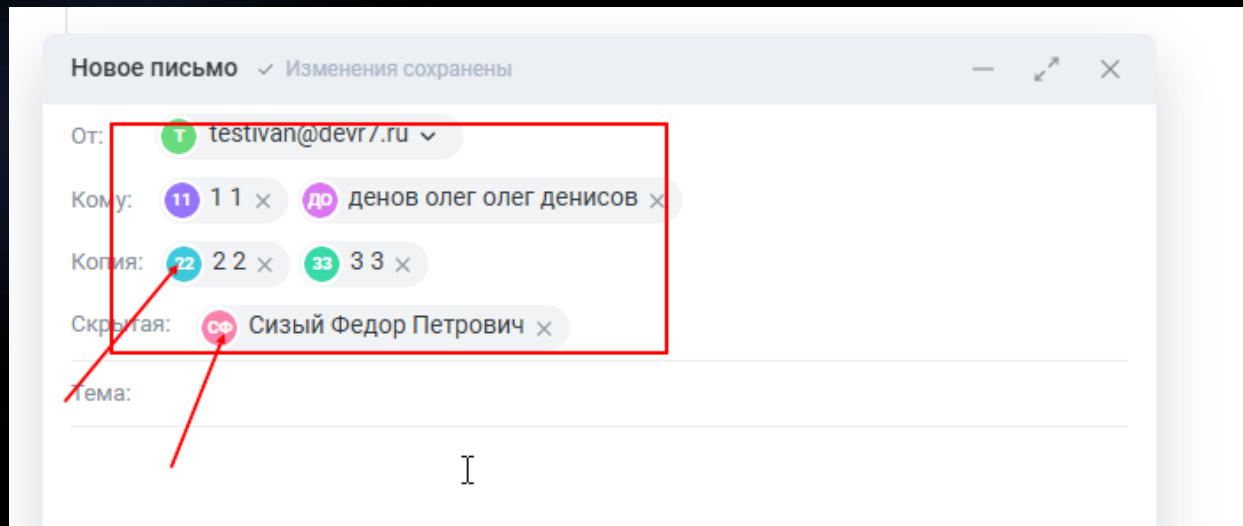 Новое письмо Изменения сохранены
От: T testivan@devr7.ru
Кому: 11 1 1 ДО денов олег олег денисов
Копия: 22 2 2 33 3 3
Скрытая: СФ Сизый Федор Петрович
Тема: